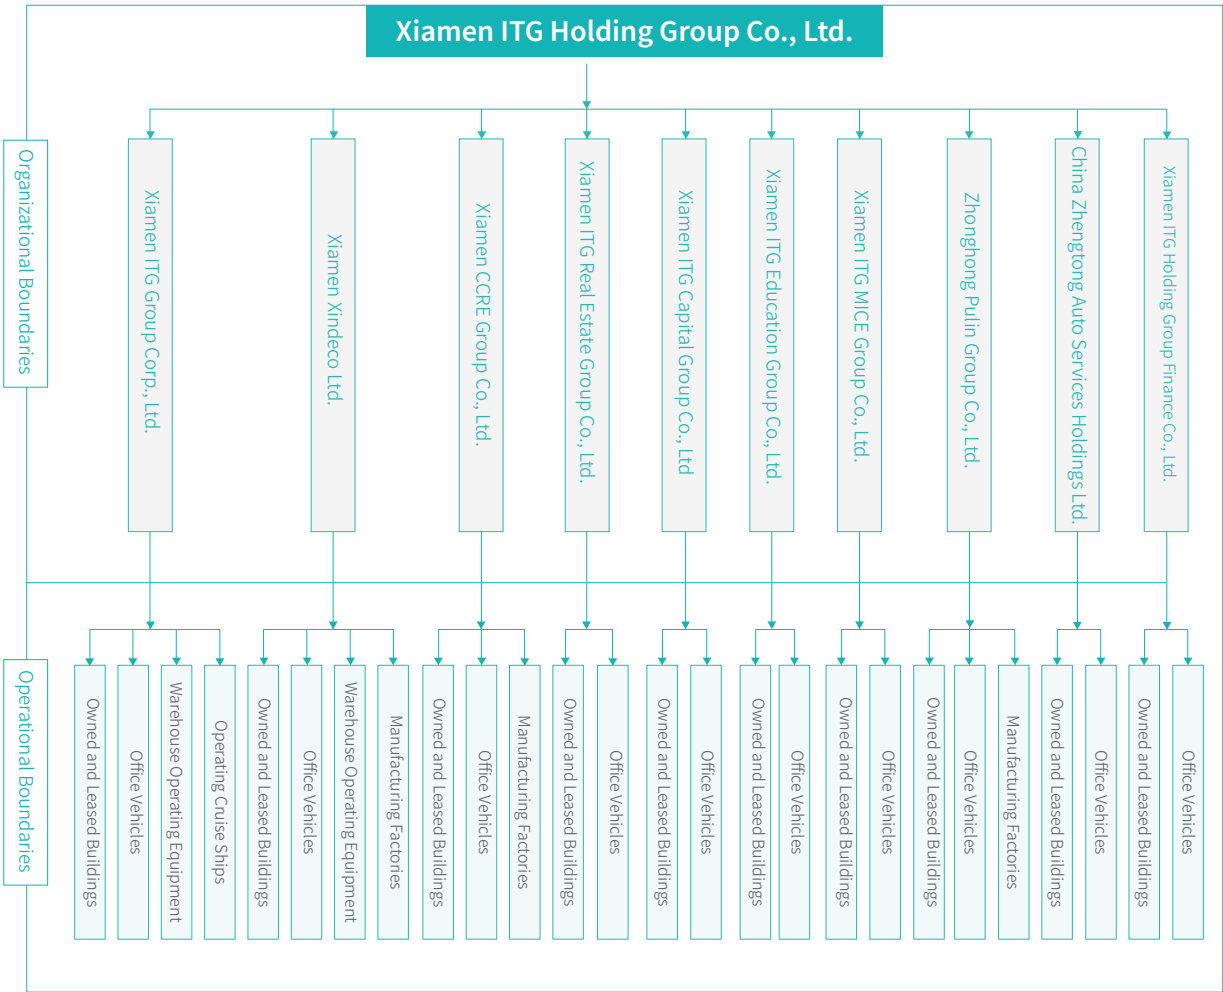 Xiamen ITG Holding Group Co., Ltd.
Organizational Boundaries
Xiamen ITG Group Corp., Ltd.
Xiamen Xindeco Ltd.
Xiamen CCRE Group Co., Ltd.
Xiamen ITG Real Estate Group Co., Ltd.
Xiamen ITG Capital Group Co., Ltd
Xiamen ITG Education Group Co., Ltd.
Xiamen ITG MICE Group Co., Ltd.
Zhonghong Pulin Group Co., Ltd.
China Zhengtong Auto Services Holdings Ltd.
Xiamen ITG Holding Group Finance Co., Ltd.
Operational Boundaries
Owned and Leased Buildings
Office Vehicles
Warehouse Operating Equipment
Operating Cruise Ships
Owned and Leased Buildings
Office Vehicles
Warehouse Operating Equipment
Manufacturing Factories
Owned and Leased Buildings
Office Vehicles
Manufacturing Factories
Owned and Leased Buildings
Office Vehicles
Owned and Leased Buildings
Office Vehicles
Owned and Leased Buildings
Office Vehicles
Owned and Leased Buildings
Office Vehicles
Owned and Leased Buildings
Office Vehicles
Manufacturing Factories
Owned and Leased Buildings
Office Vehicles
Owned and Leased Buildings
Office Vehicles